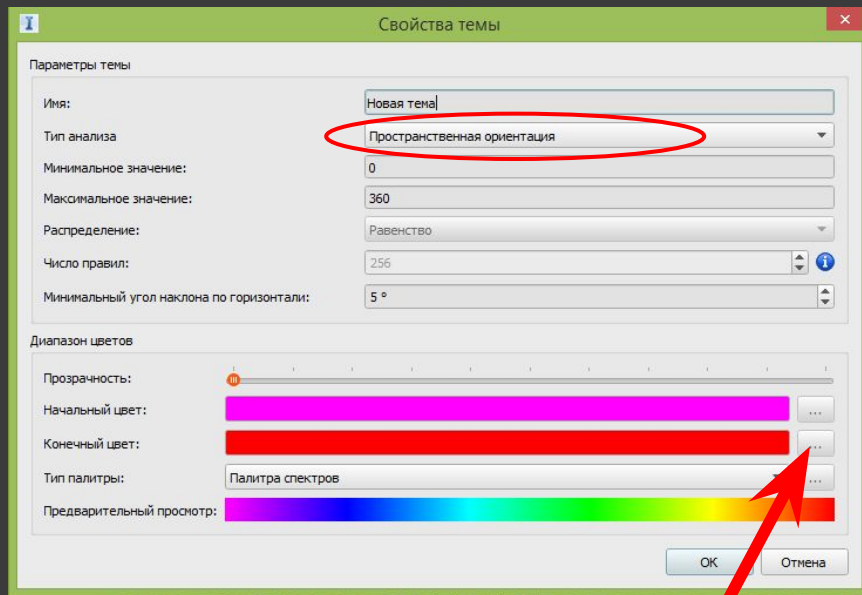 Свойства темы
Параметры темы
Имя: Новая тема
Тип анализа Пространственная ориентация
Минимальное значение: 0
Максимальное значение: 360
Распределение: Равенство
Число правил: 256
Минимальный угол наклона по горизонтали: 5 °
Диапазон цветов
Прозрачность:
Начальный цвет: ...
Конечный цвет: ...
Тип палитры: Палитра спектров ...
Предварительный просмотр:
ОК Отмена